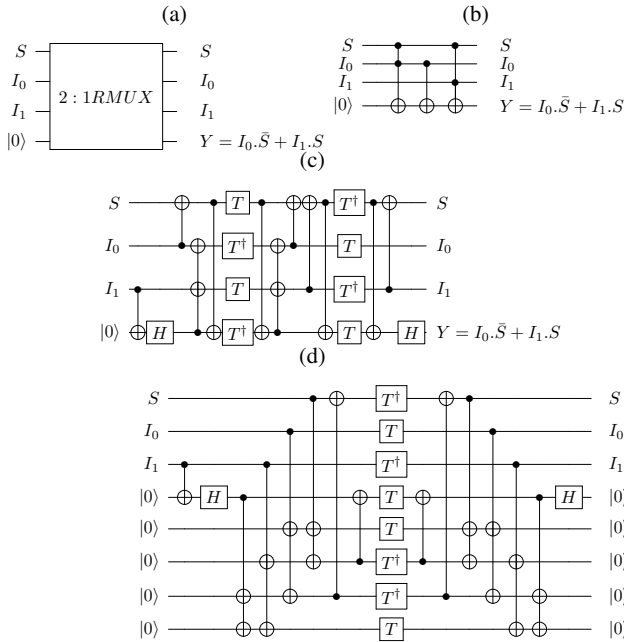 (a)
S S
I₀ I₀
2 : 1RMUX
I₁ I₁
|0⟩ Y = I₀.S̄ + I₁.S
(b)
S S
I₀ I₀
I₁ I₁
|0⟩ Y = I₀.S̄ + I₁.S
(c)
S T T† S
I₀ T† T I₀
I₁ T T† I₁
|0⟩ H T† T H Y = I₀.S̄ + I₁.S
(d)
S T† S
I₀ T I₀
I₁ T† I₁
|0⟩ H T H |0⟩
|0⟩ T |0⟩
|0⟩ T† |0⟩
|0⟩ T† |0⟩
|0⟩ T |0⟩